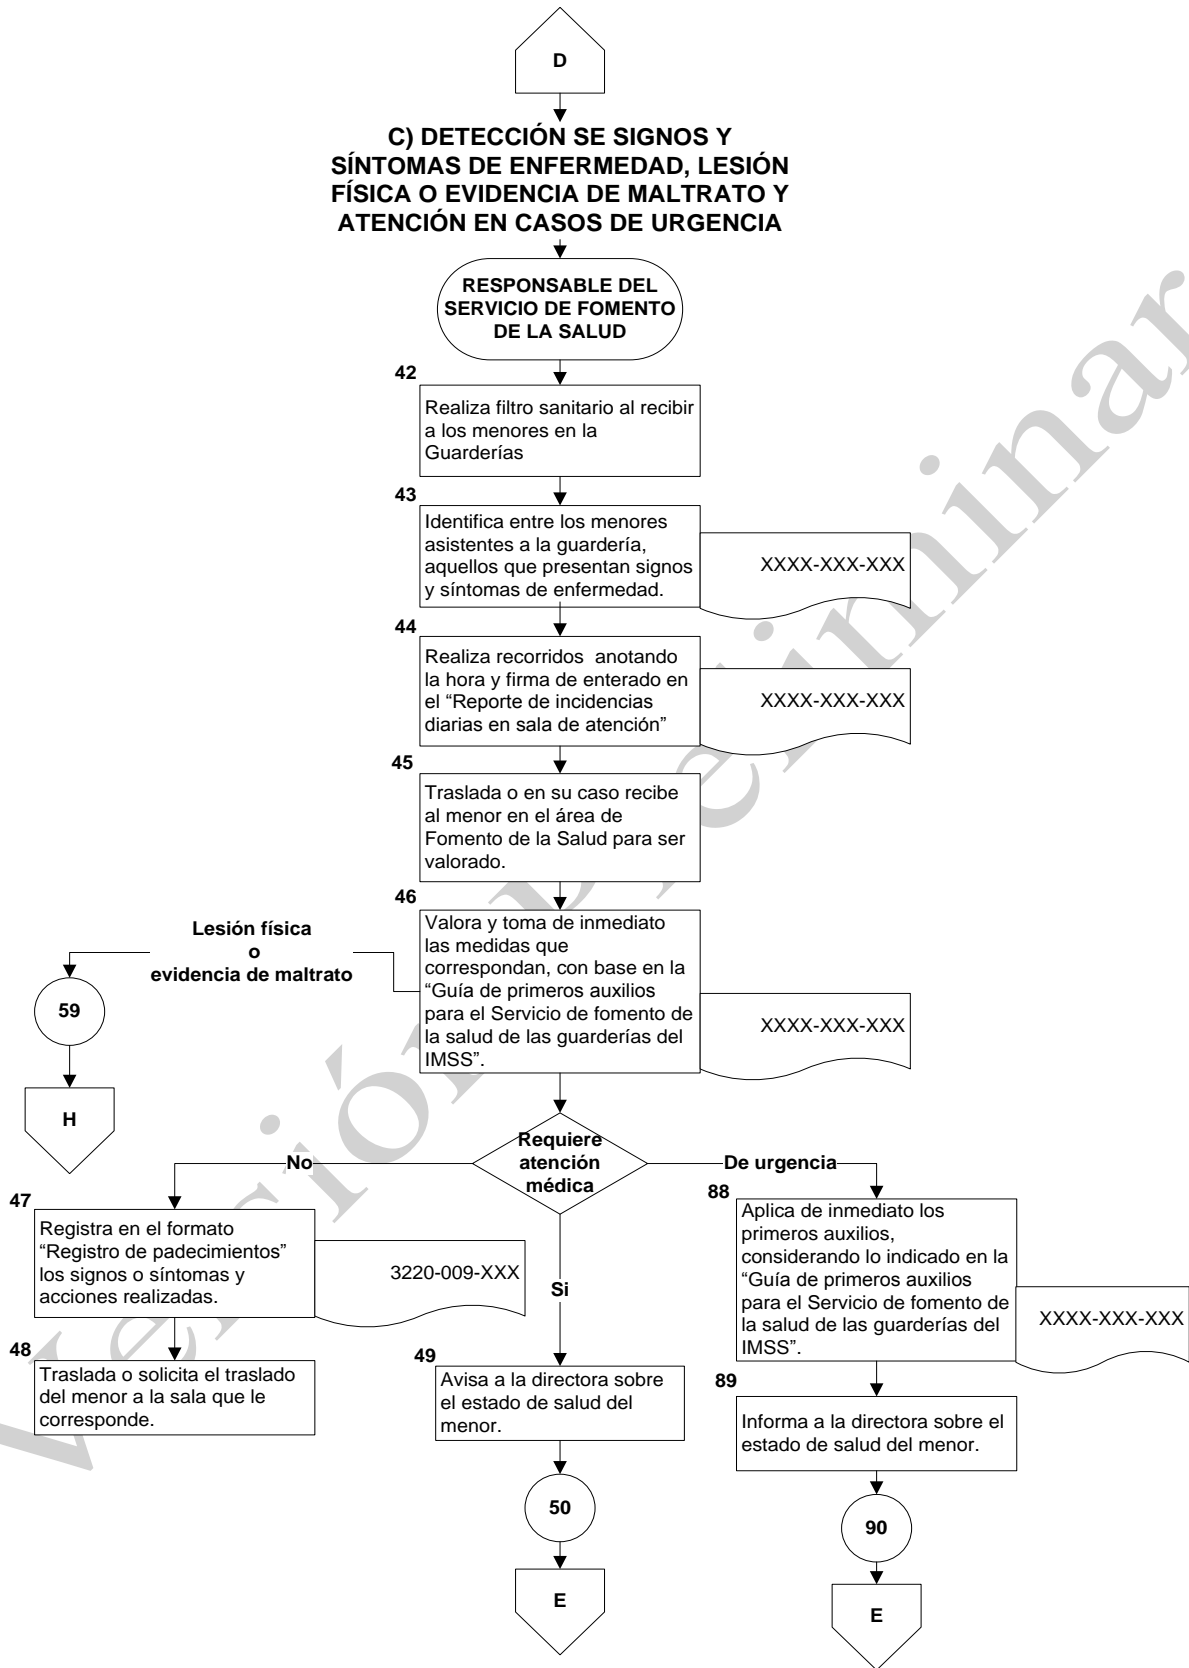 D
C) DETECCIÓN SE SIGNOS Y
SÍNTOMAS DE ENFERMEDAD, LESIÓN
FÍSICA O EVIDENCIA DE MALTRATO Y
ATENCIÓN EN CASOS DE URGENCIA
RESPONSABLE DEL
SERVICIO DE FOMENTO
DE LA SALUD
42
Realiza filtro sanitario al recibir
a los menores en la
Guarderías
43
Identifica entre los menores
asistentes a la guardería,
aquellos que presentan signos
y síntomas de enfermedad.
XXXX-XXX-XXX
44
Realiza recorridos anotando
la hora y firma de enterado en
el “Reporte de incidencias
diarias en sala de atención”
XXXX-XXX-XXX
45
Traslada o en su caso recibe
al menor en el área de
Fomento de la Salud para ser
valorado.
46
Valora y toma de inmediato
las medidas que
correspondan, con base en la
“Guía de primeros auxilios
para el Servicio de fomento de
la salud de las guarderías del
IMSS”.
XXXX-XXX-XXX
Lesión física
o
evidencia de maltrato
59
H
Requiere
atención
médica
No
47
Registra en el formato
“Registro de padecimientos”
los signos o síntomas y
acciones realizadas.
3220-009-XXX
48
Traslada o solicita el traslado
del menor a la sala que le
corresponde.
Si
49
Avisa a la directora sobre
el estado de salud del
menor.
50
E
De urgencia
88
Aplica de inmediato los
primeros auxilios,
considerando lo indicado en la
“Guía de primeros auxilios
para el Servicio de fomento de
la salud de las guarderías del
IMSS”.
XXXX-XXX-XXX
89
Informa a la directora sobre el
estado de salud del menor.
90
E
Versión preliminar